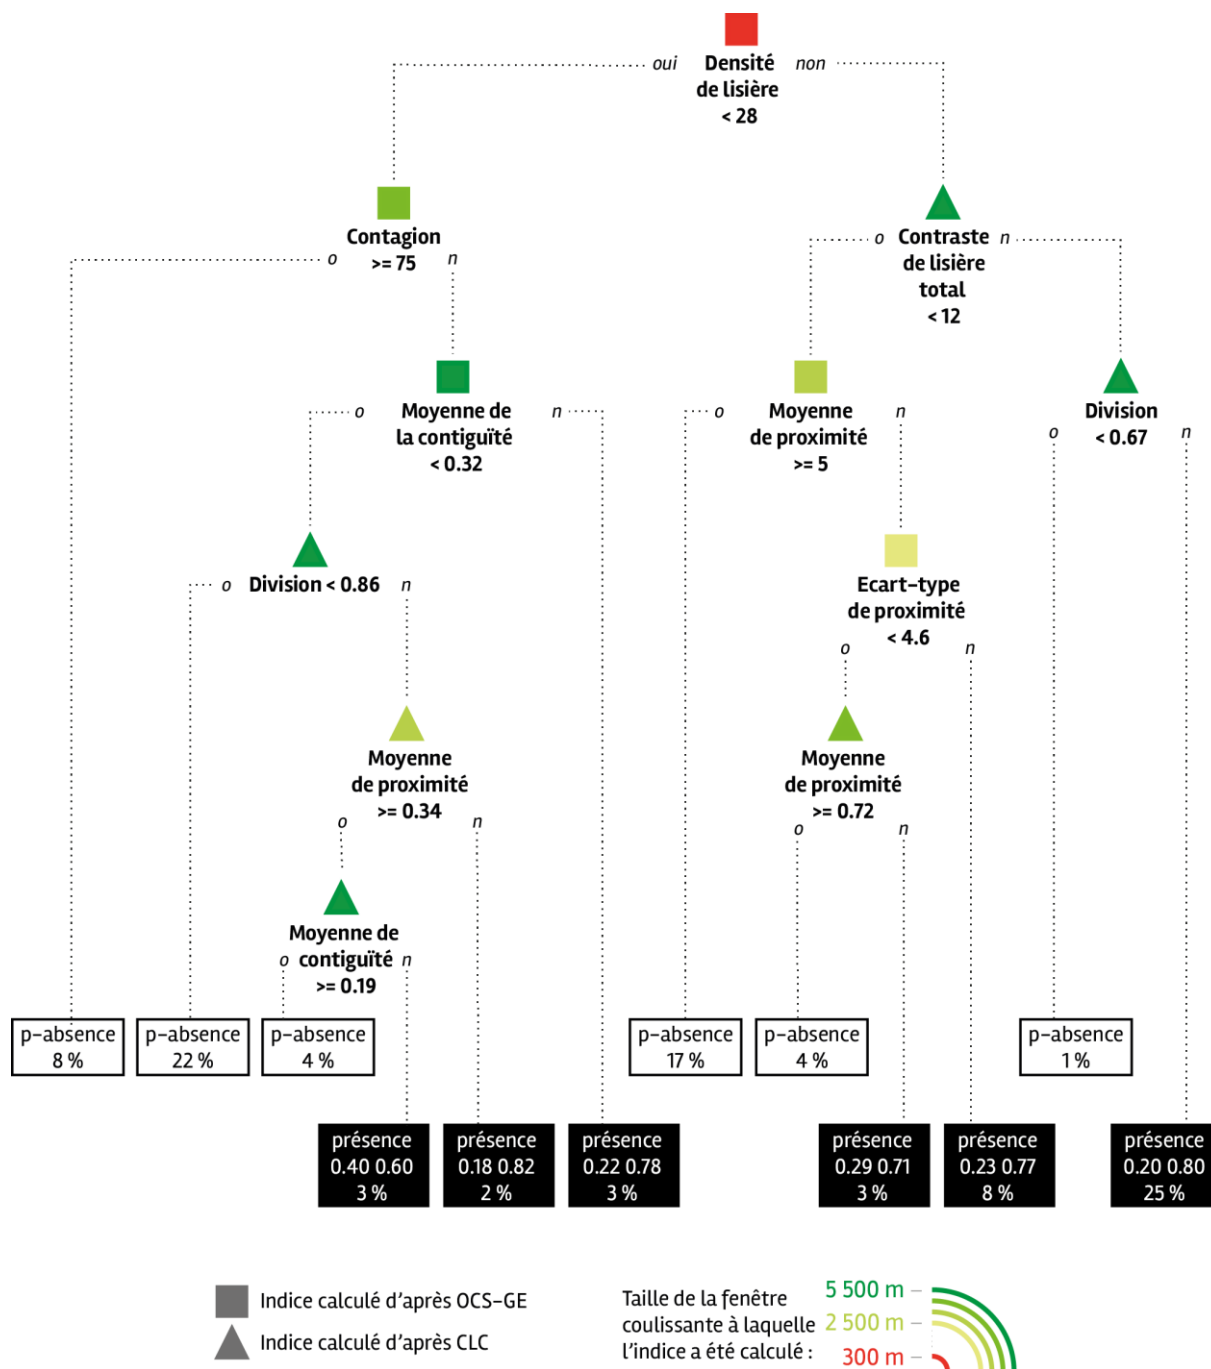 oui
Densité
de lisière
< 28
non
Contagion
>= 75
o
n
Contraste
de lisière
total
< 12
o
n
Moyenne de
la contiguïté
< 0.32
o
n
Moyenne
de proximité
>= 5
o
n
Division
< 0.67
o
n
o
Division < 0.86
n
Ecart-type
de proximité
< 4.6
o
n
Moyenne
de proximité
>= 0.34
o
n
Moyenne
de proximité
>= 0.72
o
n
Moyenne de
contiguïté
>= 0.19
o
n
p-absence
8 %
p-absence
22 %
p-absence
4 %
p-absence
17 %
p-absence
4 %
p-absence
1 %
présence
0.40 0.60
3 %
présence
0.18 0.82
2 %
présence
0.22 0.78
3 %
présence
0.29 0.71
3 %
présence
0.23 0.77
8 %
présence
0.20 0.80
25 %
Indice calculé d'après OCS-GE
Indice calculé d'après CLC
Taille de la fenêtre
coulissante à laquelle
l'indice a été calculé :
5 500 m
2 500 m
300 m